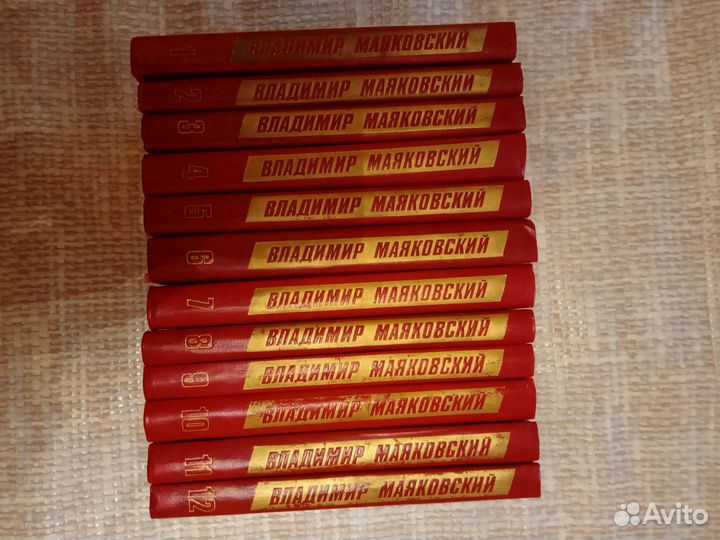 1 ВЛАДИМИР МАЯКОВСКИЙ
2 ВЛАДИМИР МАЯКОВСКИЙ
3 ВЛАДИМИР МАЯКОВСКИЙ
4 ВЛАДИМИР МАЯКОВСКИЙ
5 ВЛАДИМИР МАЯКОВСКИЙ
6 ВЛАДИМИР МАЯКОВСКИЙ
7 ВЛАДИМИР МАЯКОВСКИЙ
8 ВЛАДИМИР МАЯКОВСКИЙ
9 ВЛАДИМИР МАЯКОВСКИЙ
10 ВЛАДИМИР МАЯКОВСКИЙ
11 ВЛАДИМИР МАЯКОВСКИЙ
12 ВЛАДИМИР МАЯКОВСКИЙ
Avito